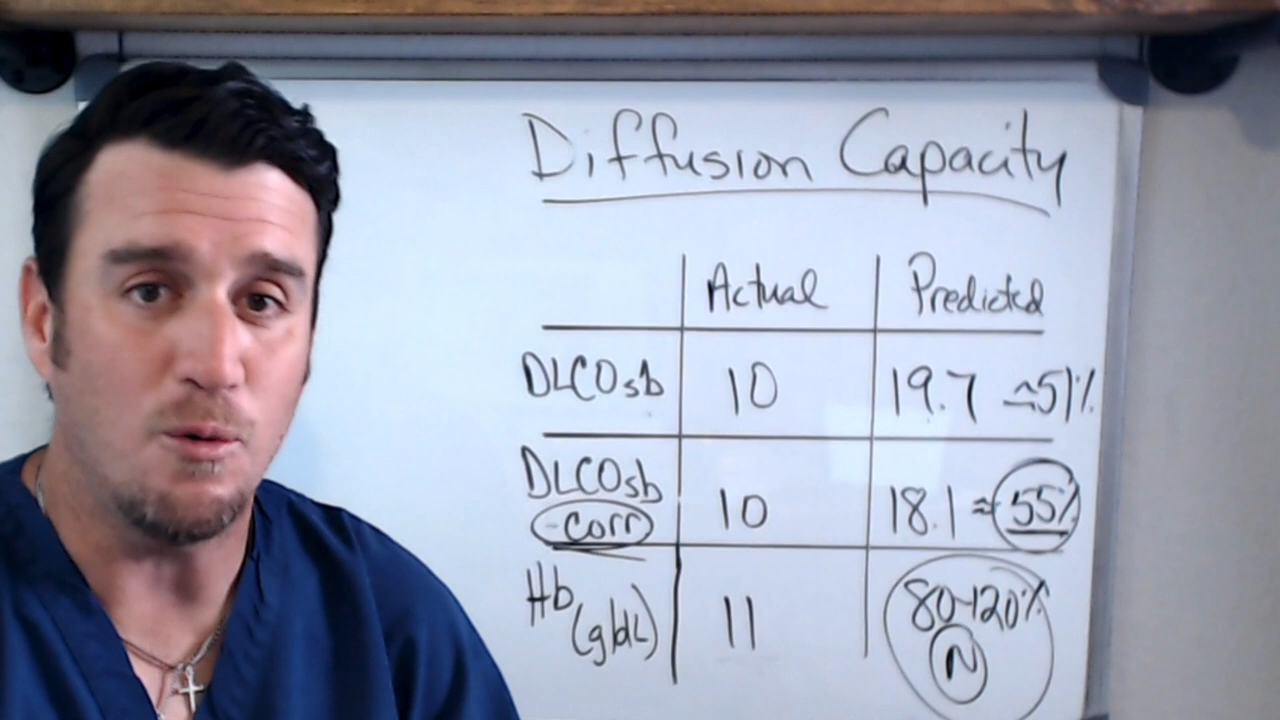 Diffusion Capacity
Actual Predicted
DLCOsb 10 19.7 ≃51%
DLCOsb
-corr 10 18.1 ≈ 55%
Hb (g/dL) 11 80-120%
N